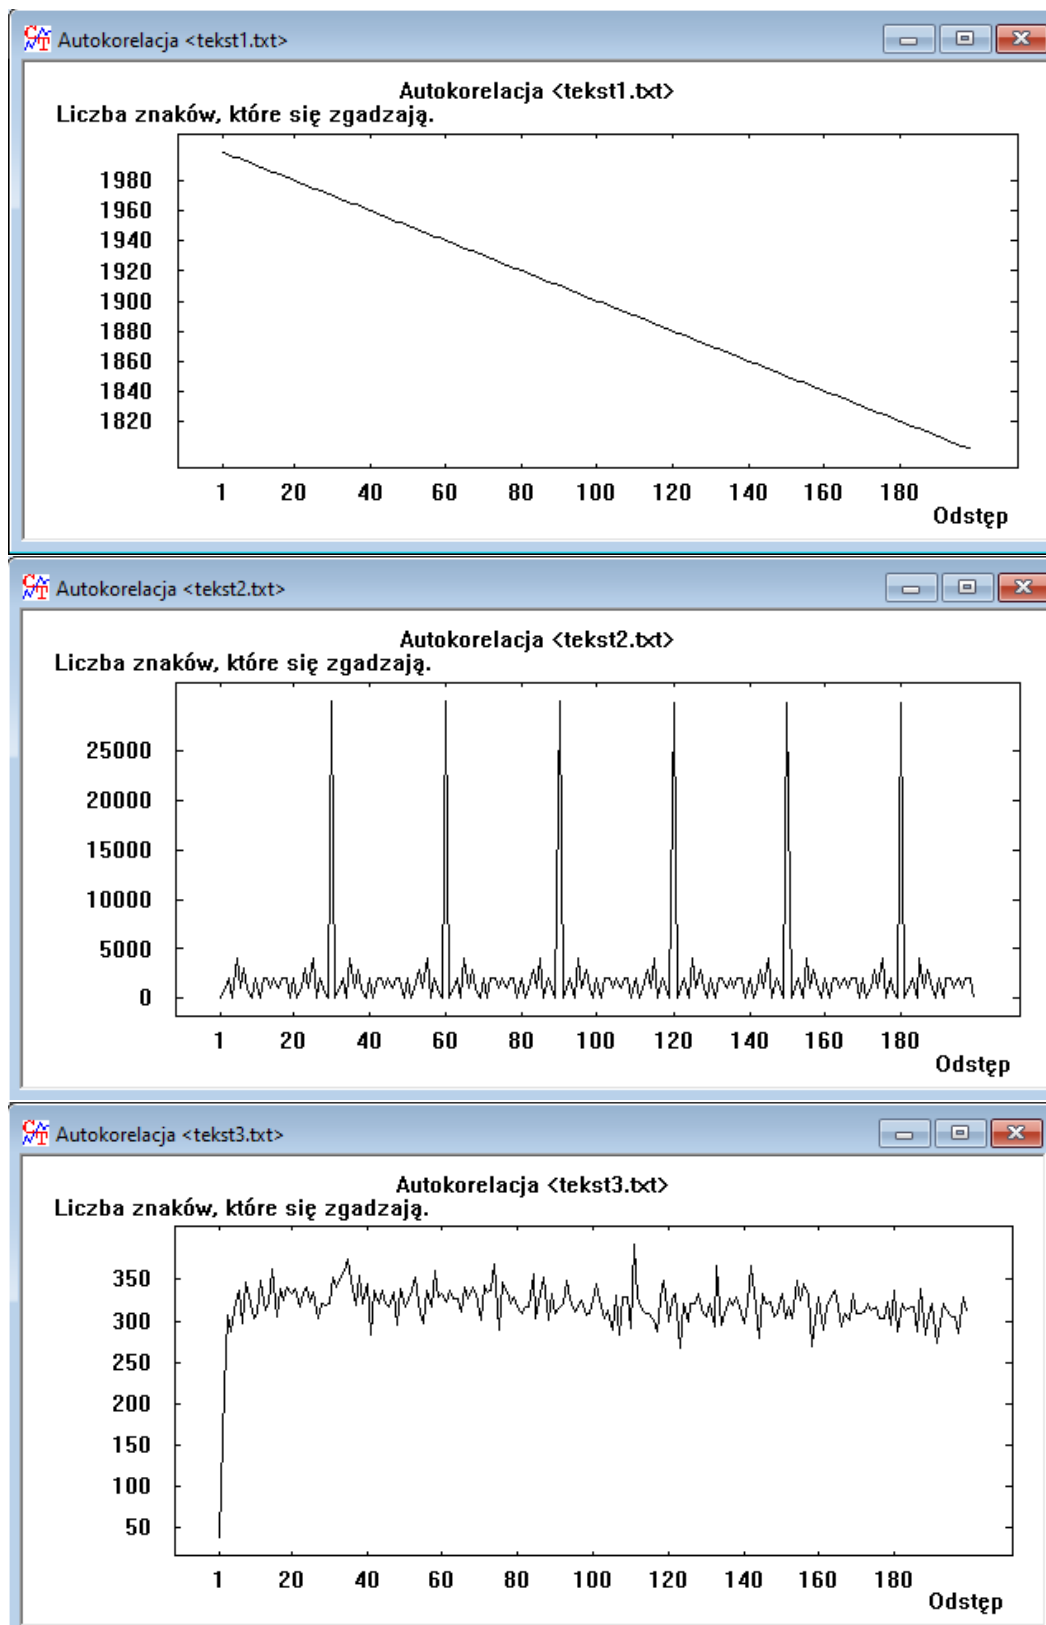 Autokorelacja <tekst1.txt>
Autokorelacja <tekst1.txt>
Liczba znaków, które się zgadzają.
1980
1960
1940
1920
1900
1880
1860
1840
1820
1 20 40 60 80 100 120 140 160 180
Odstęp
Autokorelacja <tekst2.txt>
Autokorelacja <tekst2.txt>
Liczba znaków, które się zgadzają.
25000
20000
15000
10000
5000
0
1 20 40 60 80 100 120 140 160 180
Odstęp
Autokorelacja <tekst3.txt>
Autokorelacja <tekst3.txt>
Liczba znaków, które się zgadzają.
350
300
250
200
150
100
50
1 20 40 60 80 100 120 140 160 180
Odstęp